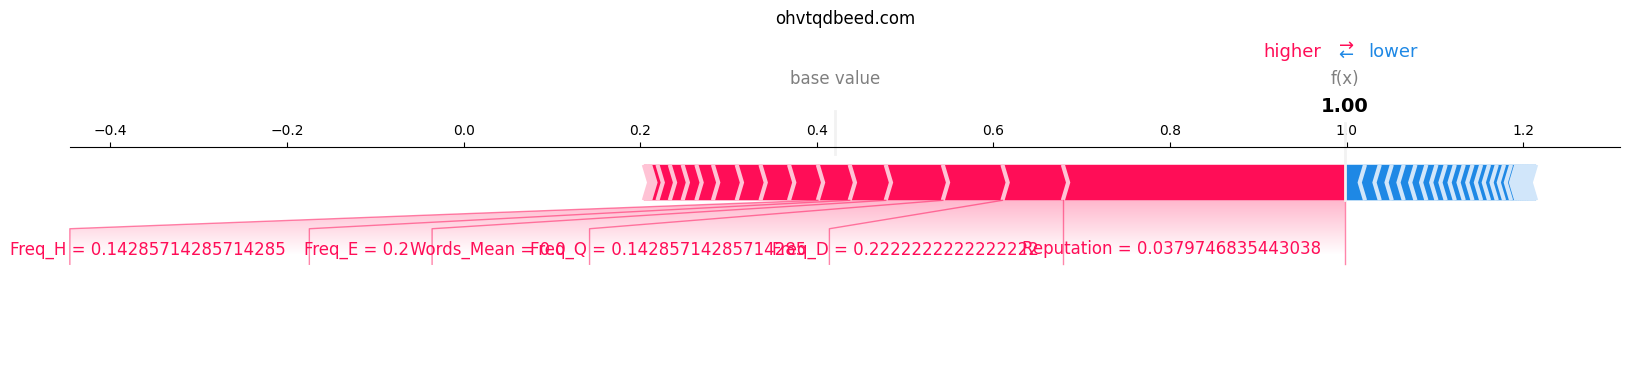 ohvtqdbeed.com
higher ⇄ lower
base value f(x)
1.00
−0.4 −0.2 0.0 0.2 0.4 0.6 0.8 1.0 1.2
Freq_H = 0.14285714285714285 Freq_E = 0.2 Words_Mean = 0.0 Freq_Q = 0.14285714285714285 Freq_D = 0.2222222222222222 Reputation = 0.0379746835443038